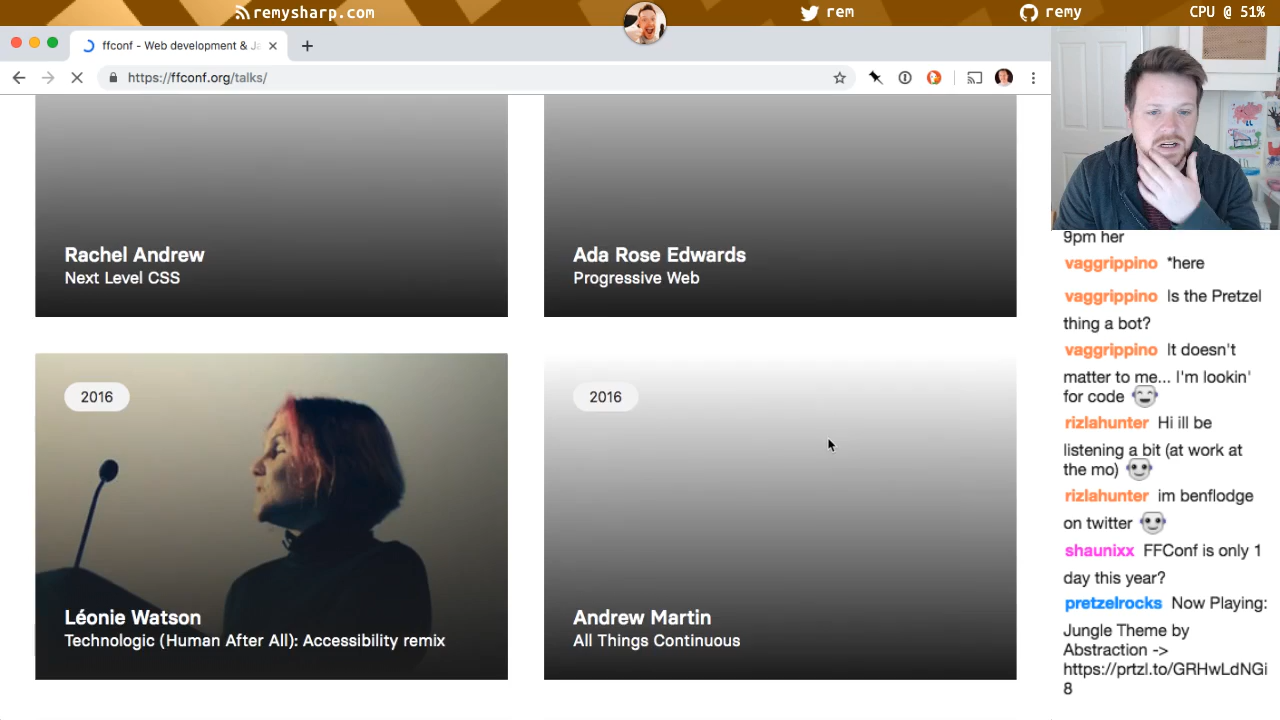 remysharp.com
rem
remy
CPU @ 51%
ffconf - Web development & Ja
https://ffconf.org/talks/
Rachel Andrew
Next Level CSS
Ada Rose Edwards
Progressive Web
2016
Léonie Watson
Technologic (Human After All): Accessibility remix
2016
Andrew Martin
All Things Continuous
9pm her
vaggrippino *here
vaggrippino Is the Pretzel
thing a bot?
vaggrippino It doesn't
matter to me... I'm lookin'
for code
rizlahunter Hi ill be
listening a bit (at work at
the mo)
rizlahunter im benflodge
on twitter
shaunixx FFConf is only 1
day this year?
pretzelrocks Now Playing:
Jungle Theme by
Abstraction ->
https://prtzl.to/GRHwLdNGi
8